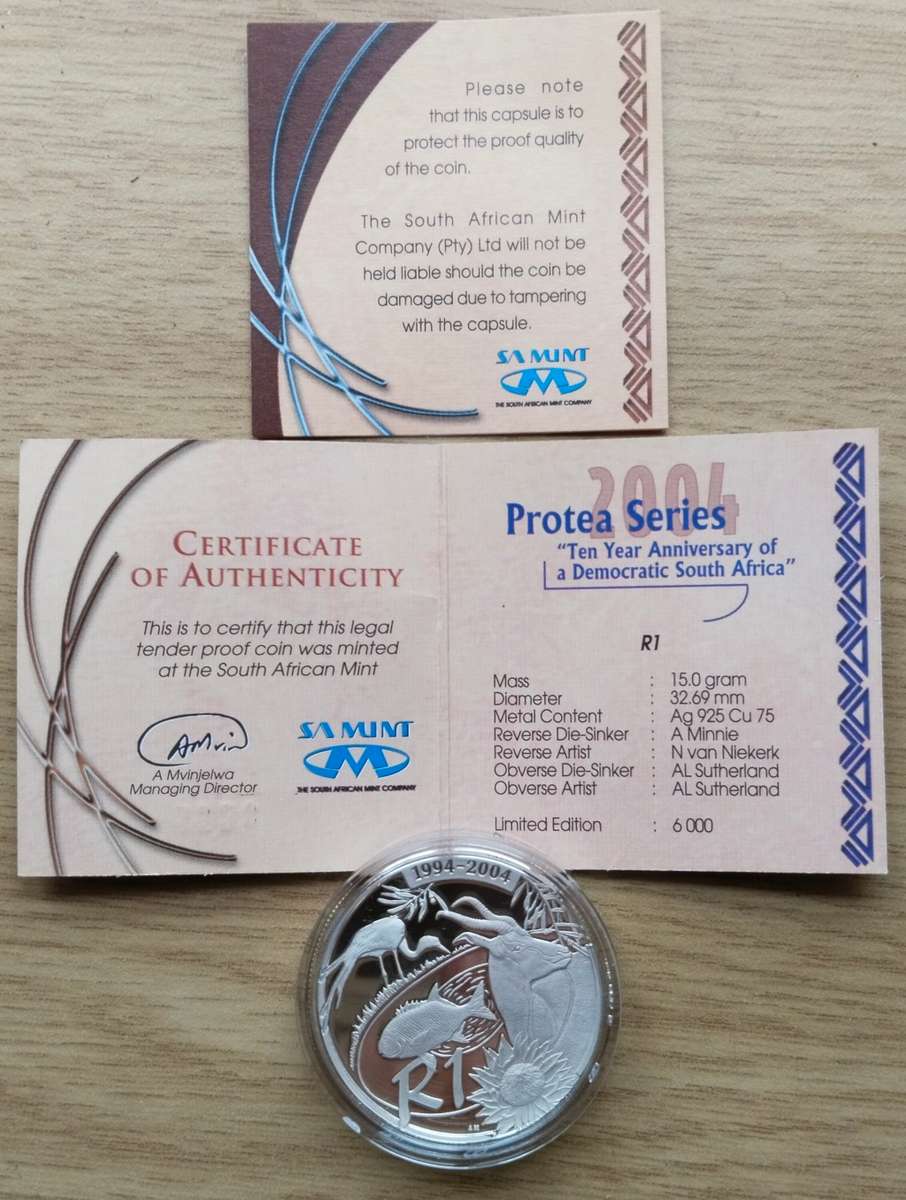 Please note
that this capsule is to
protect the proof quality
of the coin.
The South African Mint
Company (Pty) Ltd will not be
held liable should the coin be
damaged due to tampering
with the capsule.
SA MINT
THE SOUTH AFRICAN MINT COMPANY
CERTIFICATE
OF AUTHENTICITY
This is to certify that this legal
tender proof coin was minted
at the South African Mint
A Mvinjelwa
Managing Director
SA MINT
THE SOUTH AFRICAN MINT COMPANY
2004
Protea Series
"Ten Year Anniversary of
a Democratic South Africa"
R1
Mass : 15.0 gram
Diameter : 32.69 mm
Metal Content : Ag 925 Cu 75
Reverse Die-Sinker : A Minnie
Reverse Artist : N van Niekerk
Obverse Die-Sinker : AL Sutherland
Obverse Artist : AL Sutherland
Limited Edition : 6 000
1994-2004
R1